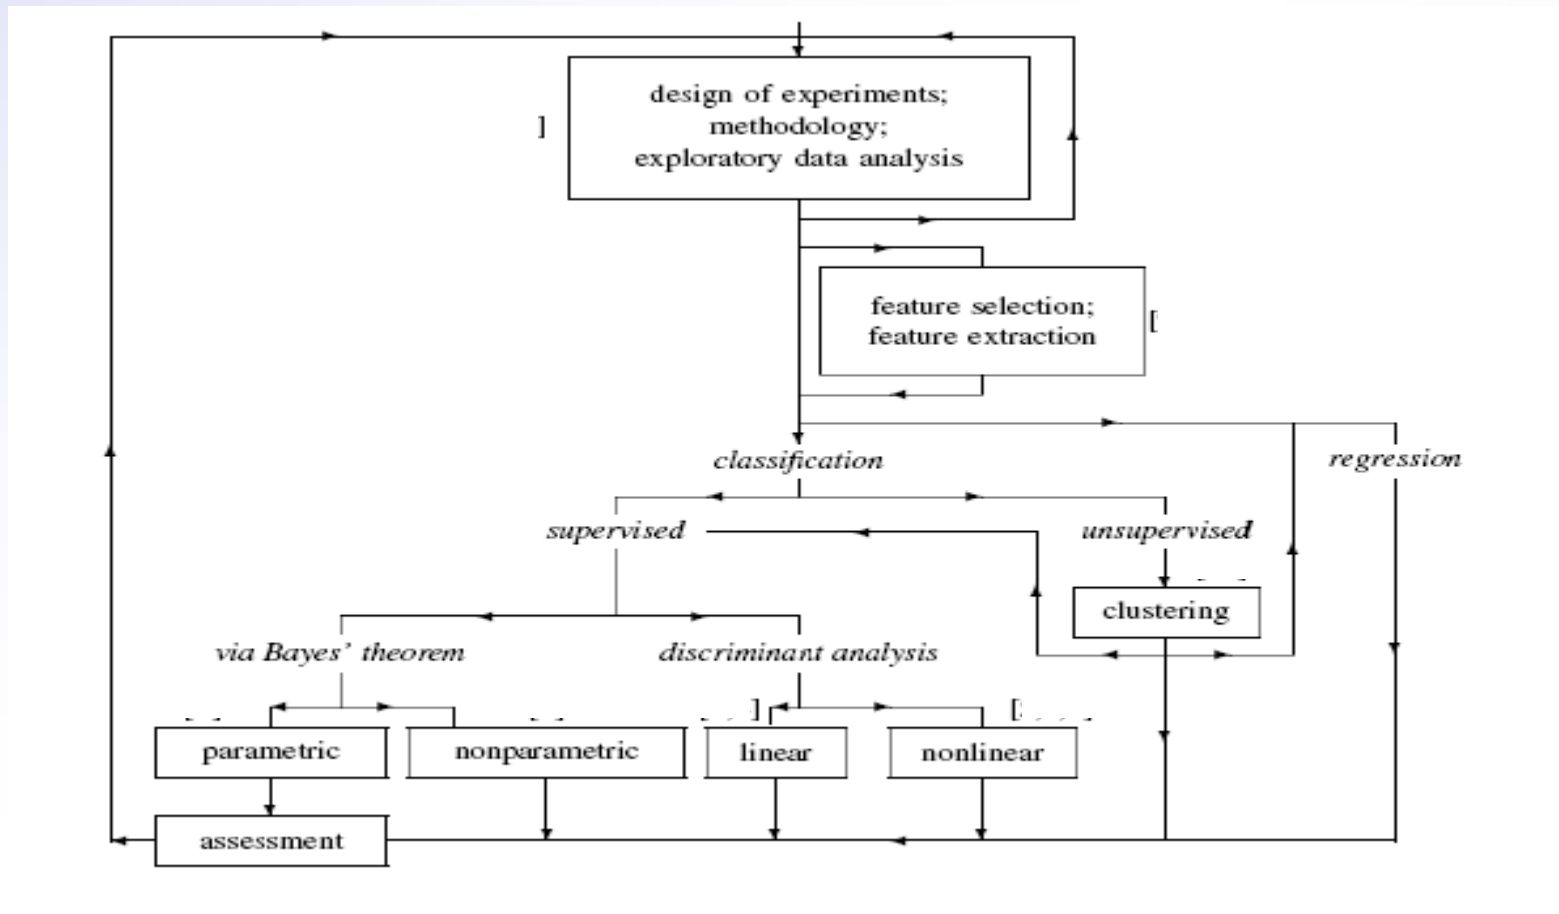 design of experiments;
methodology;
]
exploratory data analysis
feature selection;
[
feature extraction
classification
regression
supervised
unsupervised
clustering
via Bayes' theorem
discriminant analysis
]
[
parametric
nonparametric
linear
nonlinear
assessment